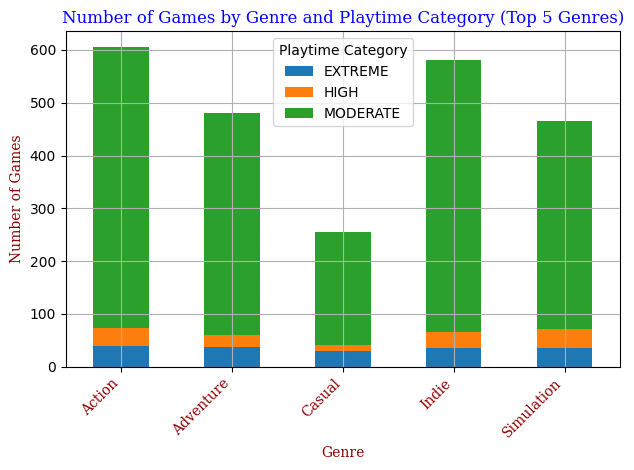 Number of Games by Genre and Playtime Category (Top 5 Genres)
Playtime Category
EXTREME
HIGH
MODERATE
Number of Games
600
500
400
300
200
100
0
Action
Adventure
Casual
Indie
Simulation
Genre